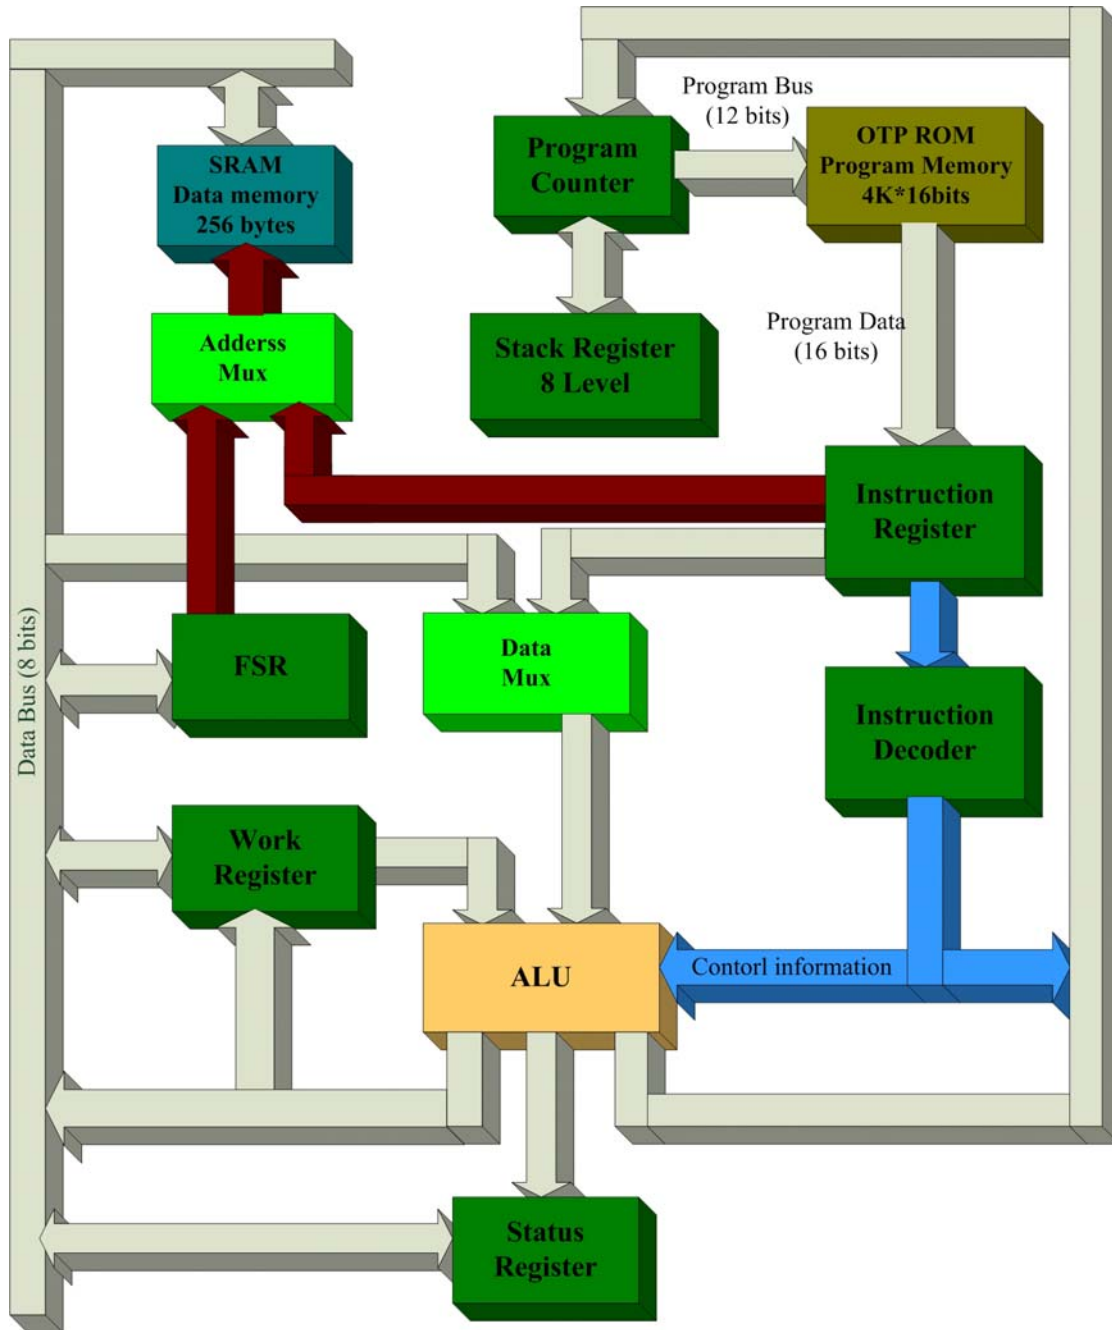 Program Bus
(12 bits)
SRAM
Data memory
256 bytes
Program
Counter
OTP ROM
Program Memory
4K*16bits
Adderss
Mux
Stack Register
8 Level
Program Data
(16 bits)
Instruction
Register
Data Bus (8 bits)
FSR
Data
Mux
Instruction
Decoder
Work
Register
ALU
Contorl information
Status
Register